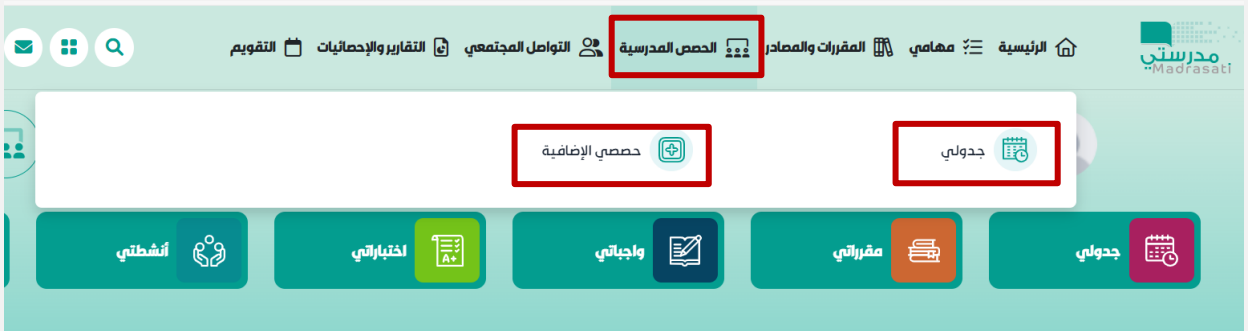 مدرستي
Madrasati
الرئيسية مهامي المقررات والمصادر الحصص المدرسية التواصل المجتمعي التقارير والإحصائيات التقويم
جدولي حصصي الإضافية
جدولي مقرراتي واجباتي اختباراتي A+ أنشطتي